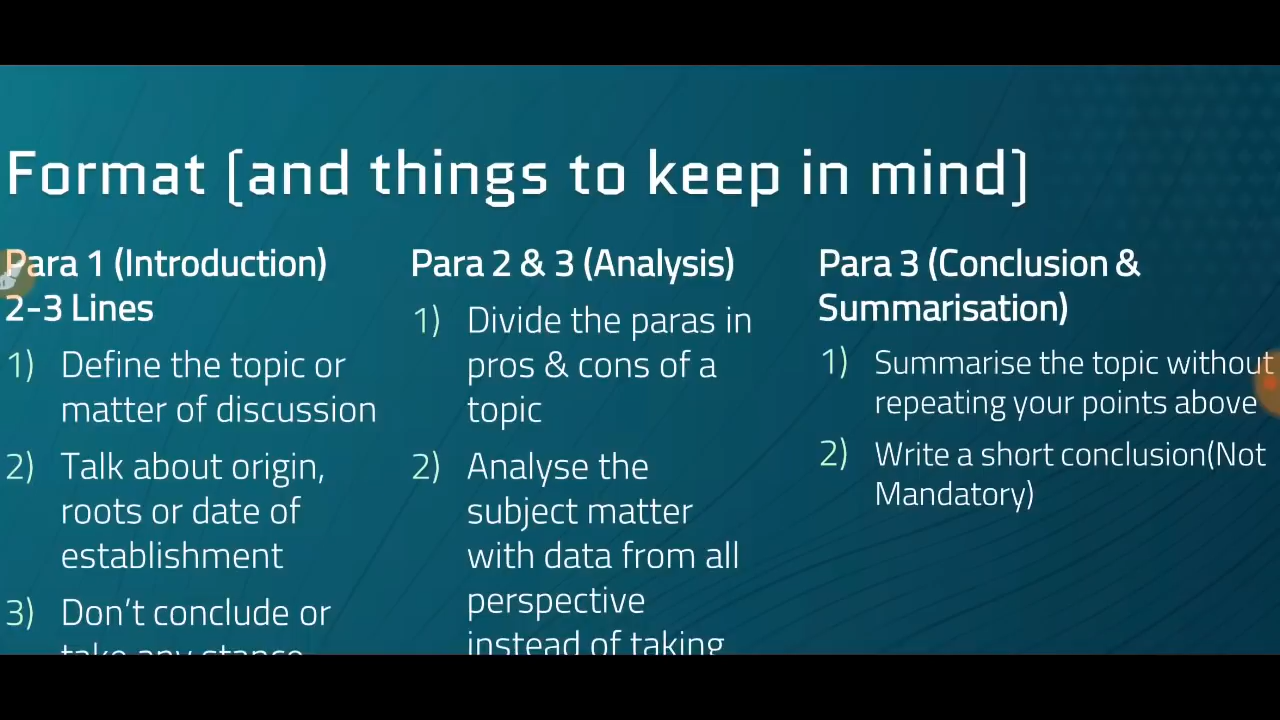 Format (and things to keep in mind)
Para 1 (Introduction)
2-3 Lines
1) Define the topic or
matter of discussion
2) Talk about origin,
roots or date of
establishment
3) Don't conclude or
take any stance
Para 2 & 3 (Analysis)
1) Divide the paras in
pros & cons of a
topic
2) Analyse the
subject matter
with data from all
perspective
instead of taking
Para 3 (Conclusion &
Summarisation)
1) Summarise the topic without
repeating your points above
2) Write a short conclusion(Not
Mandatory)